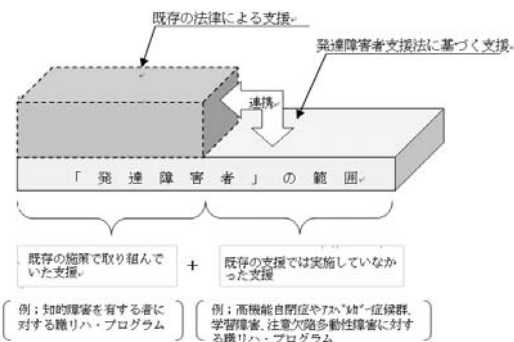 既存の法律による支援
発達障害者支援法に基づく支援
連携
「発達障害者」の範囲
既存の施策で取り組んで
いた支援
+
既存の支援では実施していなか
った支援
例；知的障害を有する者に
対する職リハ・プログラム
例；高機能自閉症やｱｽﾍﾟﾙｶﾞｰ症候群、
学習障害、注意欠陥多動性障害に対す
る職リハ・プログラム